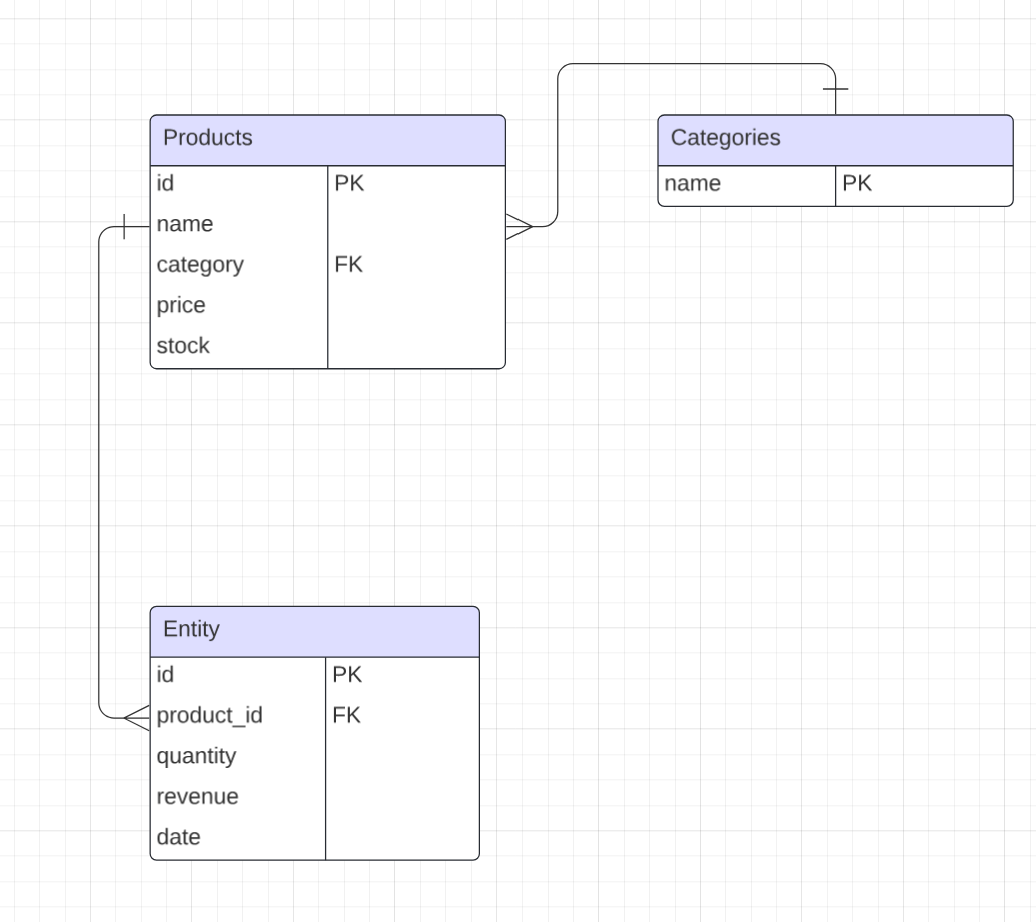 Products
id PK
name
category FK
price
stock
Categories
name PK
Entity
id PK
product_id FK
quantity
revenue
date